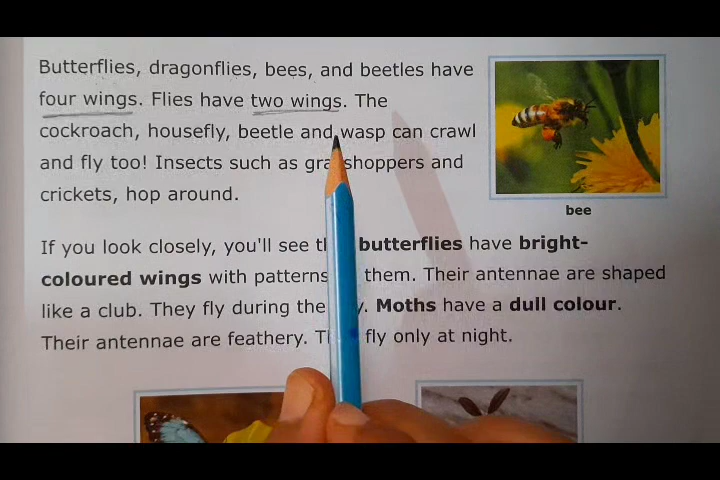 Butterflies, dragonflies, bees, and beetles have
four wings. Flies have two wings. The
cockroach, housefly, beetle and wasp can crawl
and fly too! Insects such as grasshoppers and
crickets, hop around.
bee
If you look closely, you'll see butterflies have bright-
coloured wings with patterns them. Their antennae are shaped
like a club. They fly during the Moths have a dull colour.
Their antennae are feathery. fly only at night.